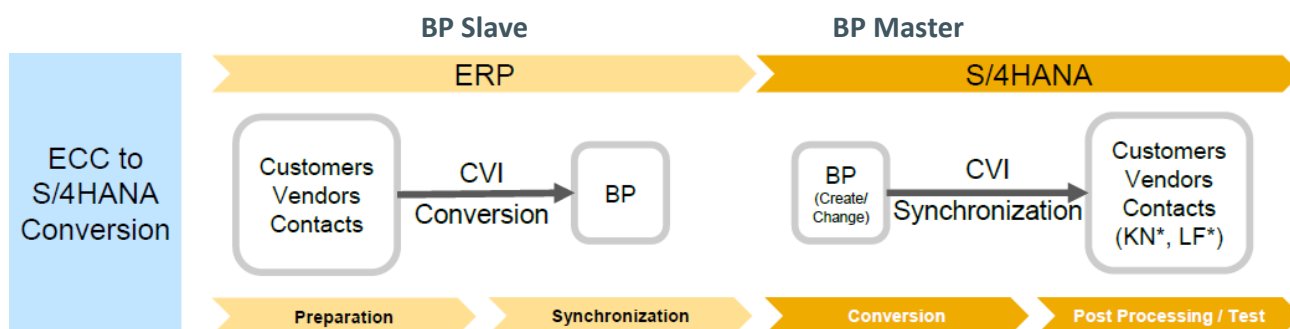 BP Slave
BP Master
ERP
S/4HANA
ECC to
S/4HANA
Conversion
Customers
Vendors
Contacts
CVI
Conversion
BP
BP
(Create/
Change)
CVI
Synchronization
Customers
Vendors
Contacts
(KN*, LF*)
Preparation
Synchronization
Conversion
Post Processing / Test